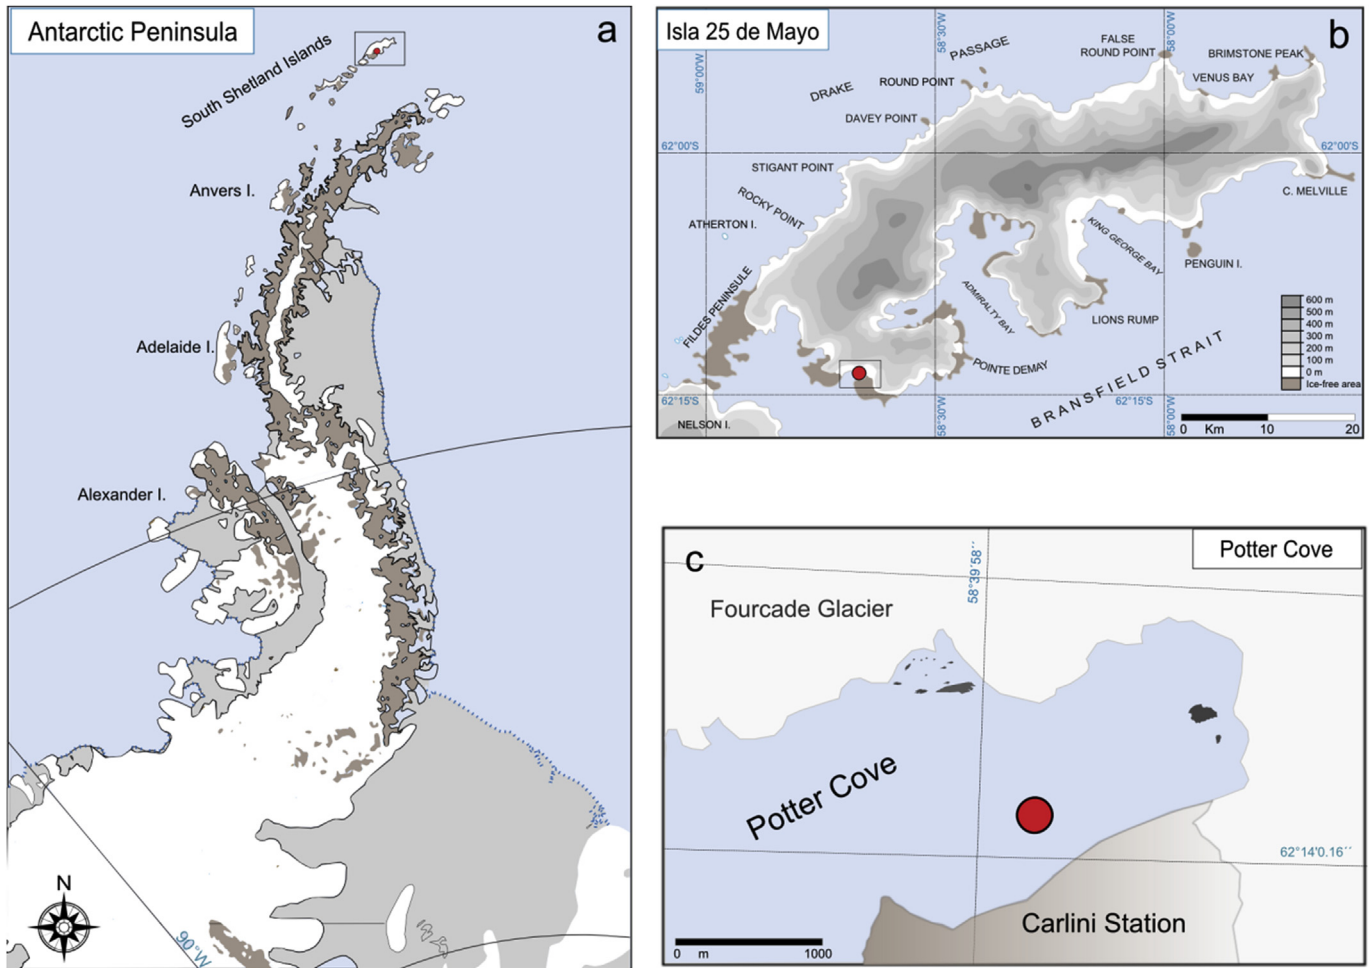 Antarctic Peninsula
a
South Shetland Islands
Anvers I.
Adelaide I.
Alexander I.
N
90°W
Isla 25 de Mayo
b
59°00'W
58°30'W
58°00'W
DRAKE
PASSAGE
FALSE
ROUND POINT
BRIMSTONE PEAK
ROUND POINT
VENUS BAY
DAVEY POINT
62°00'S
62°00'S
STIGANT POINT
C. MELVILLE
ROCKY POINT
ATHERTON I.
KING GEORGE BAY
PENGUIN I.
FILDES PENINSULE
ADMIRALTY BAY
LIONS RUMP
POINTE DEMAY
BRANSFIELD STRAIT
600 m
500 m
400 m
300 m
200 m
100 m
0 m
Ice-free area
62°15'S
58°30'W
62°15'S
58°00'W
NELSON I.
0 Km 10 20
c
Potter Cove
58°39´58´´
Fourcade Glacier
Potter Cove
62°14'0.16´´
Carlini Station
0 m 1000